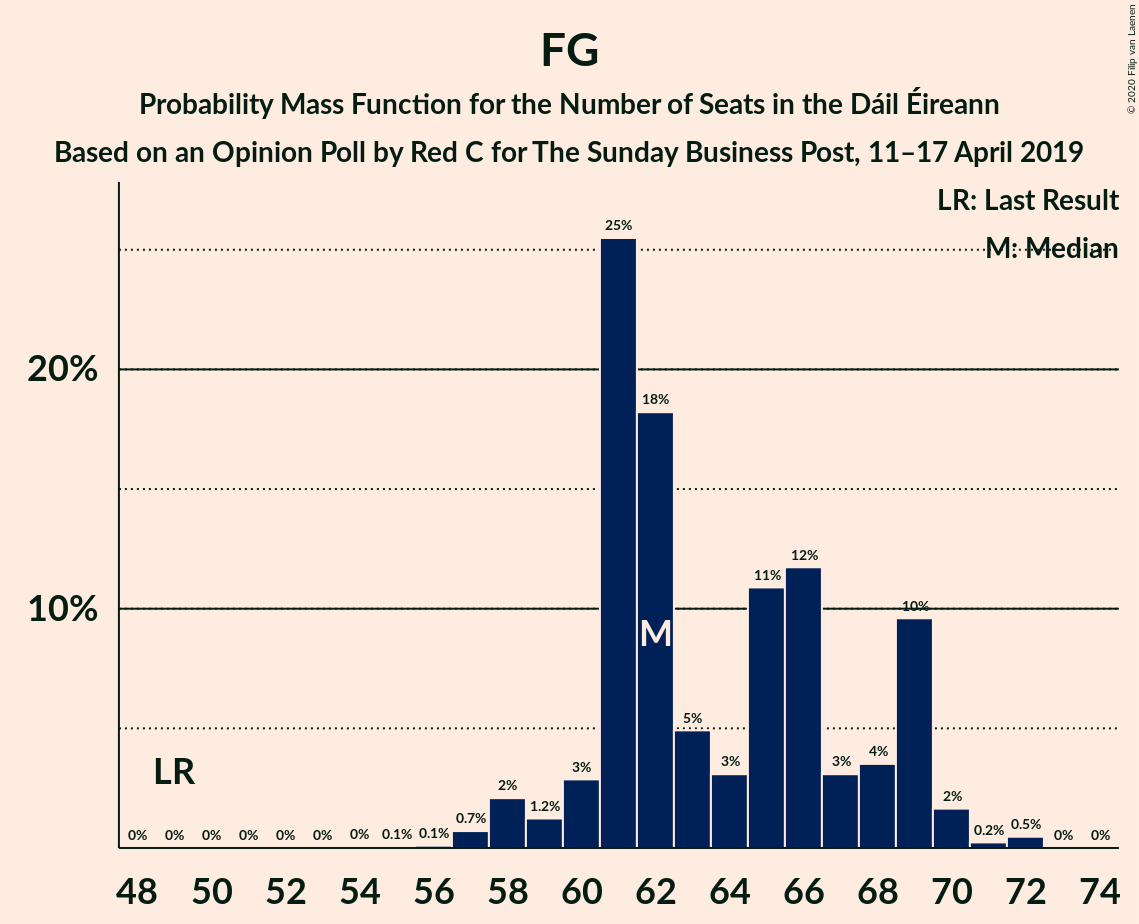 FG
Probability Mass Function for the Number of Seats in the Dáil Éireann
Based on an Opinion Poll by Red C for The Sunday Business Post, 11–17 April 2019
© 2020 Filip van Laenen
LR: Last Result
M: Median
20%
10%
0% 0% 0% 0% 0% 0% 0% 0.1% 0.1% 0.7% 2% 1.2% 3% 25% 18% 5% 3% 11% 12% 3% 4% 10% 2% 0.2% 0.5% 0% 0%
LR
M
48 50 52 54 56 58 60 62 64 66 68 70 72 74